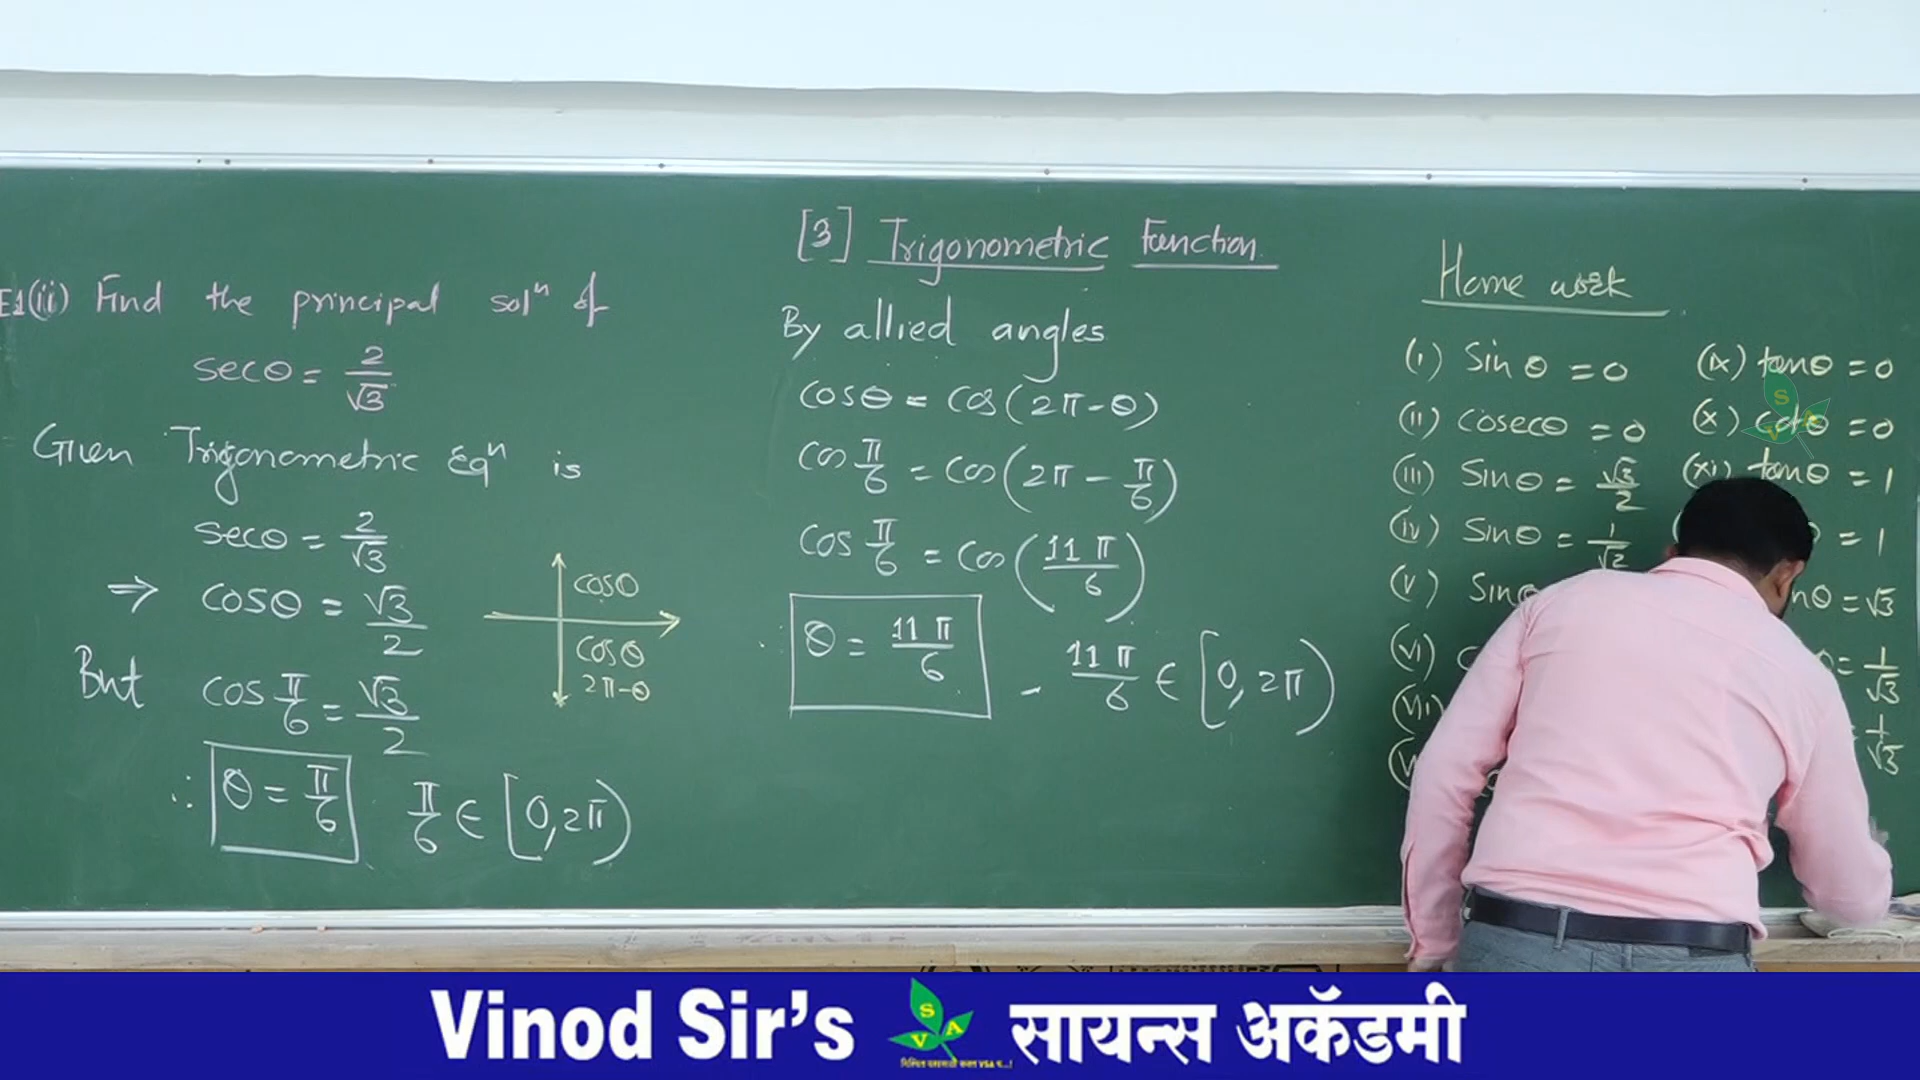 [3] Trigonometric Function.
E1(ii) Find the principal solⁿ of
secθ = 2/√3
Given Trigonometric Eqⁿ is
secθ = 2/√3
⇒ cosθ = √3/2
But cos π/6 = √3/2
∴ θ = π/6 π/6 ∈ [0, 2π)
cosθ
cosθ
2π-θ
By allied angles
cosθ = cos(2π-θ)
cos π/6 = cos(2π - π/6)
cos π/6 = cos(11π/6)
∴ θ = 11π/6 - 11π/6 ∈ [0, 2π)
Home work
(i) Sinθ = 0
(ii) cosecθ = 0
(iii) Sinθ = √3/2
(iv) Sinθ = 1/√2
(v) Sinθ
(vi)
(vii)
(ix) tanθ = 0
(x) cotθ = 0
(xi) tanθ = 1
= 1
nθ = √3
= 1/√3
1/√3
Vinod Sir's SVA सायन्स अकॅडमी